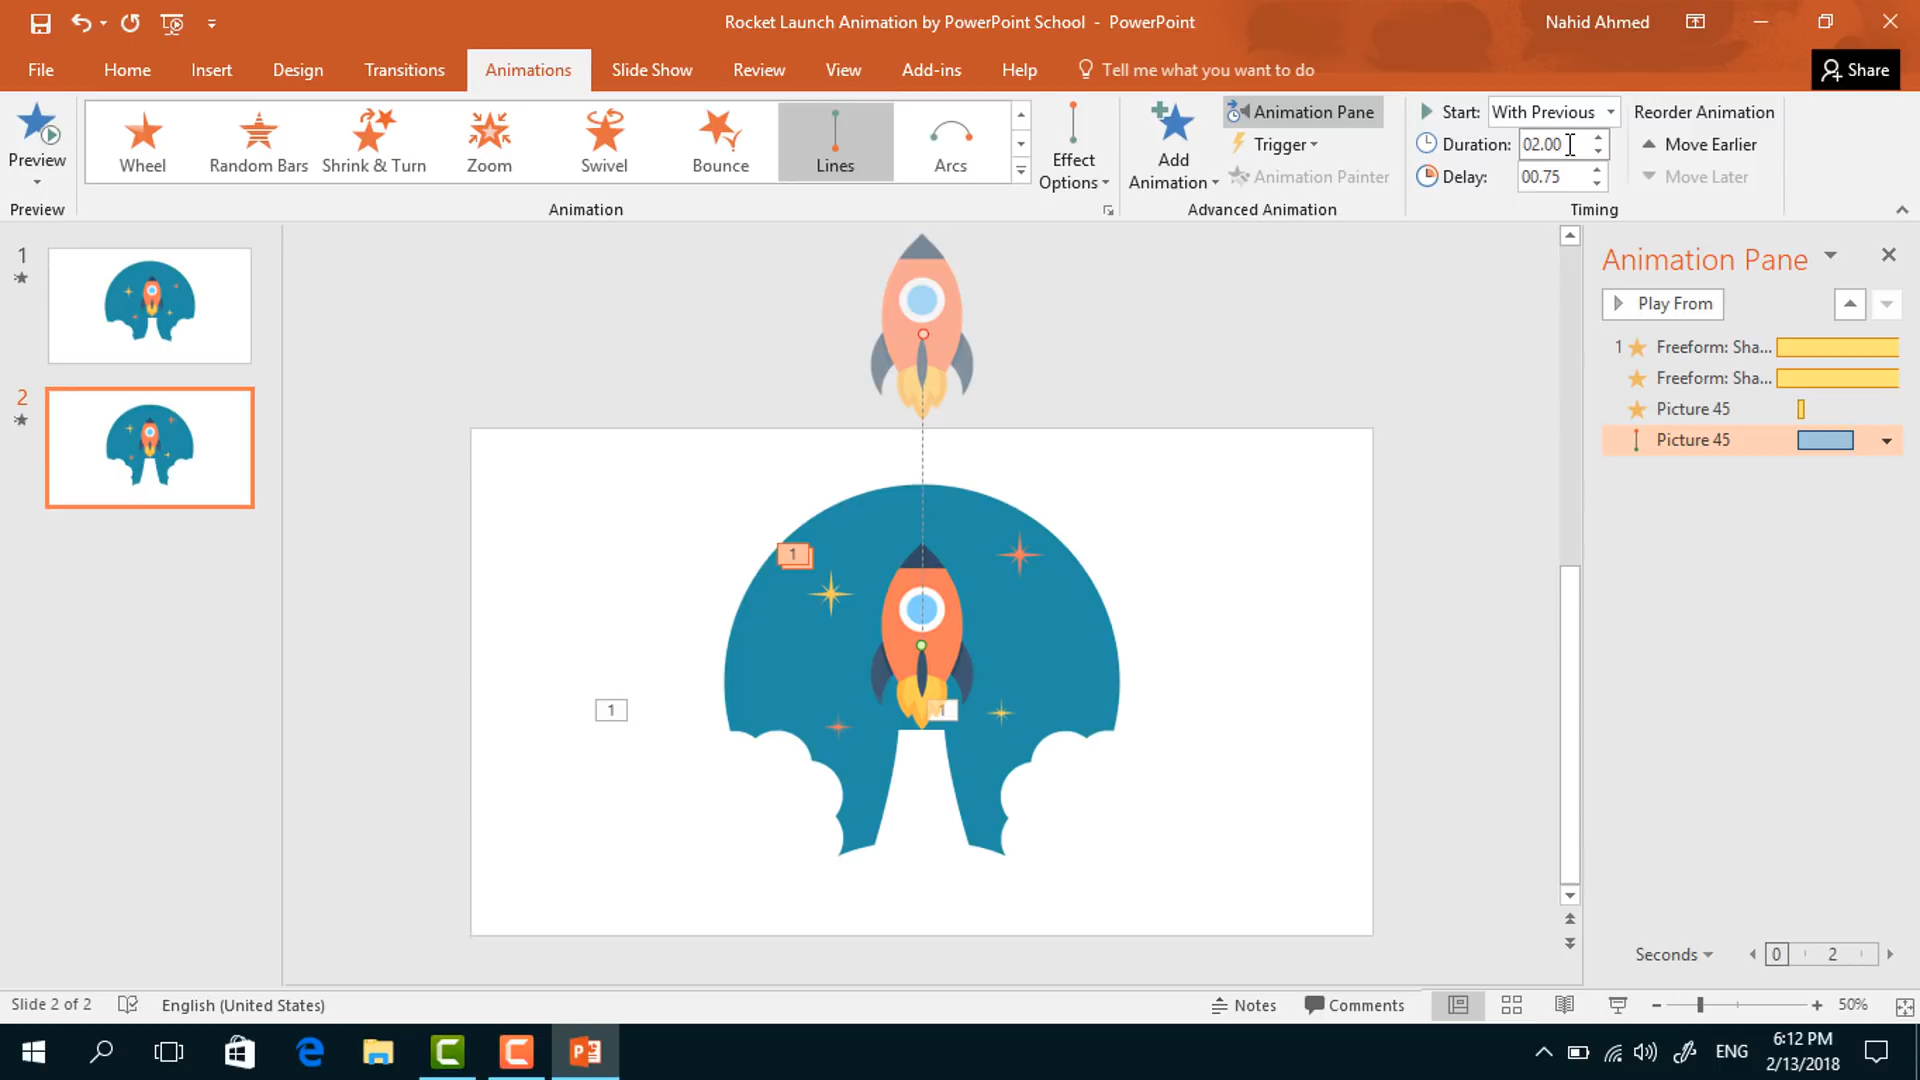 Rocket Launch Animation by PowerPoint School - PowerPoint
Nahid Ahmed
File Home Insert Design Transitions Animations Slide Show Review View Add-ins Help Tell me what you want to do
Share
Preview
Wheel Random Bars Shrink & Turn Zoom Swivel Bounce Lines Arcs
Effect Options
Add Animation
Animation Pane
Trigger
Animation Painter
Start: With Previous
Duration: 02.00
Delay: 00.75
Reorder Animation
Move Earlier
Move Later
Preview
Animation
Advanced Animation
Timing
1
2
1
1
1
Animation Pane
Play From
1 Freeform: Sha...
Freeform: Sha...
Picture 45
Picture 45
Seconds 0 2
Slide 2 of 2 English (United States)
Notes Comments 50%
ENG
6:12 PM
2/13/2018